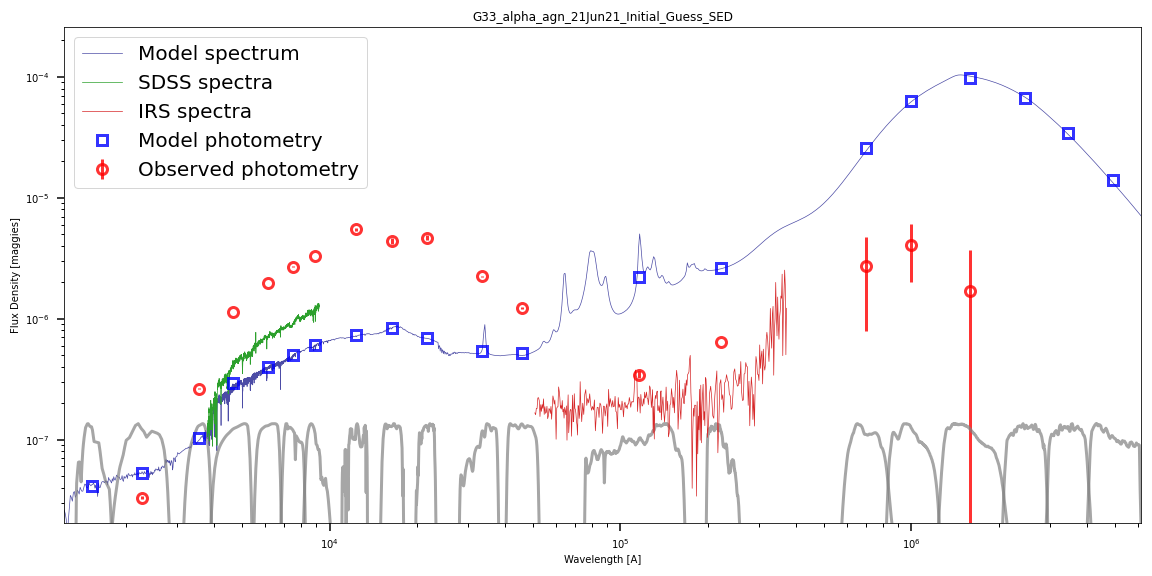 G33_alpha_agn_21Jun21_Initial_Guess_SED
Model spectrum
SDSS spectra
IRS spectra
Model photometry
Observed photometry
Flux Density [maggies]
10⁻⁴
10⁻⁵
10⁻⁶
10⁻⁷
10⁴
10⁵
10⁶
Wavelength [A]